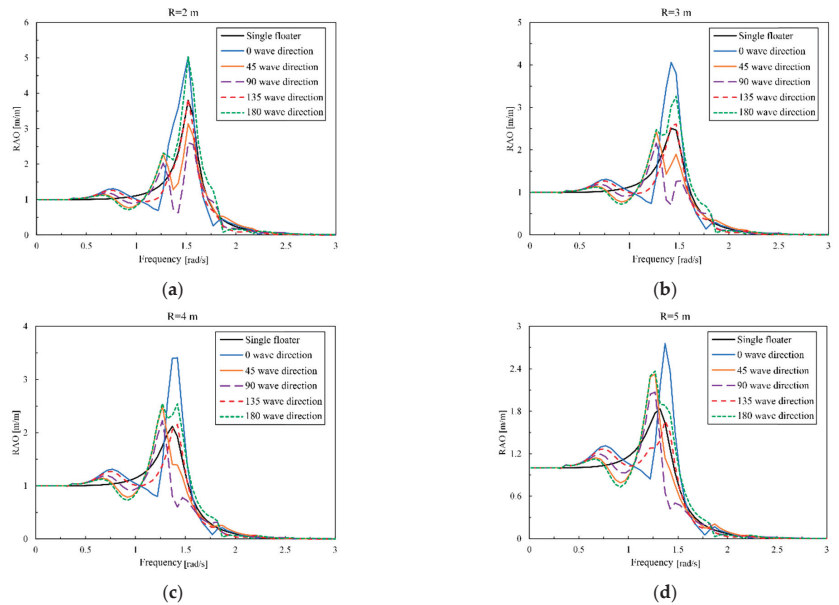 R=2 m
6
5
4
3
2
1
0
RAO [m/m]
Single floater
0 wave direction
45 wave direction
90 wave direction
135 wave direction
180 wave direction
0 0.5 1 1.5 2 2.5 3
Frequency [rad/s]
(a)
R=3 m
5
4
3
2
1
0
RAO [m/m]
Single floater
0 wave direction
45 wave direction
90 wave direction
135 wave direction
180 wave direction
0 0.5 1 1.5 2 2.5 3
Frequency [rad/s]
(b)
R=4 m
4
3
2
1
0
RAO [m/m]
Single floater
0 wave direction
45 wave direction
90 wave direction
135 wave direction
180 wave direction
0 0.5 1 1.5 2 2.5 3
Frequency [rad/s]
(c)
R=5 m
3
2.4
1.8
1.2
0.6
0
RAO [m/m]
Single floater
0 wave direction
45 wave direction
90 wave direction
135 wave direction
180 wave direction
0 0.5 1 1.5 2 2.5 3
Frequency [rad/s]
(d)